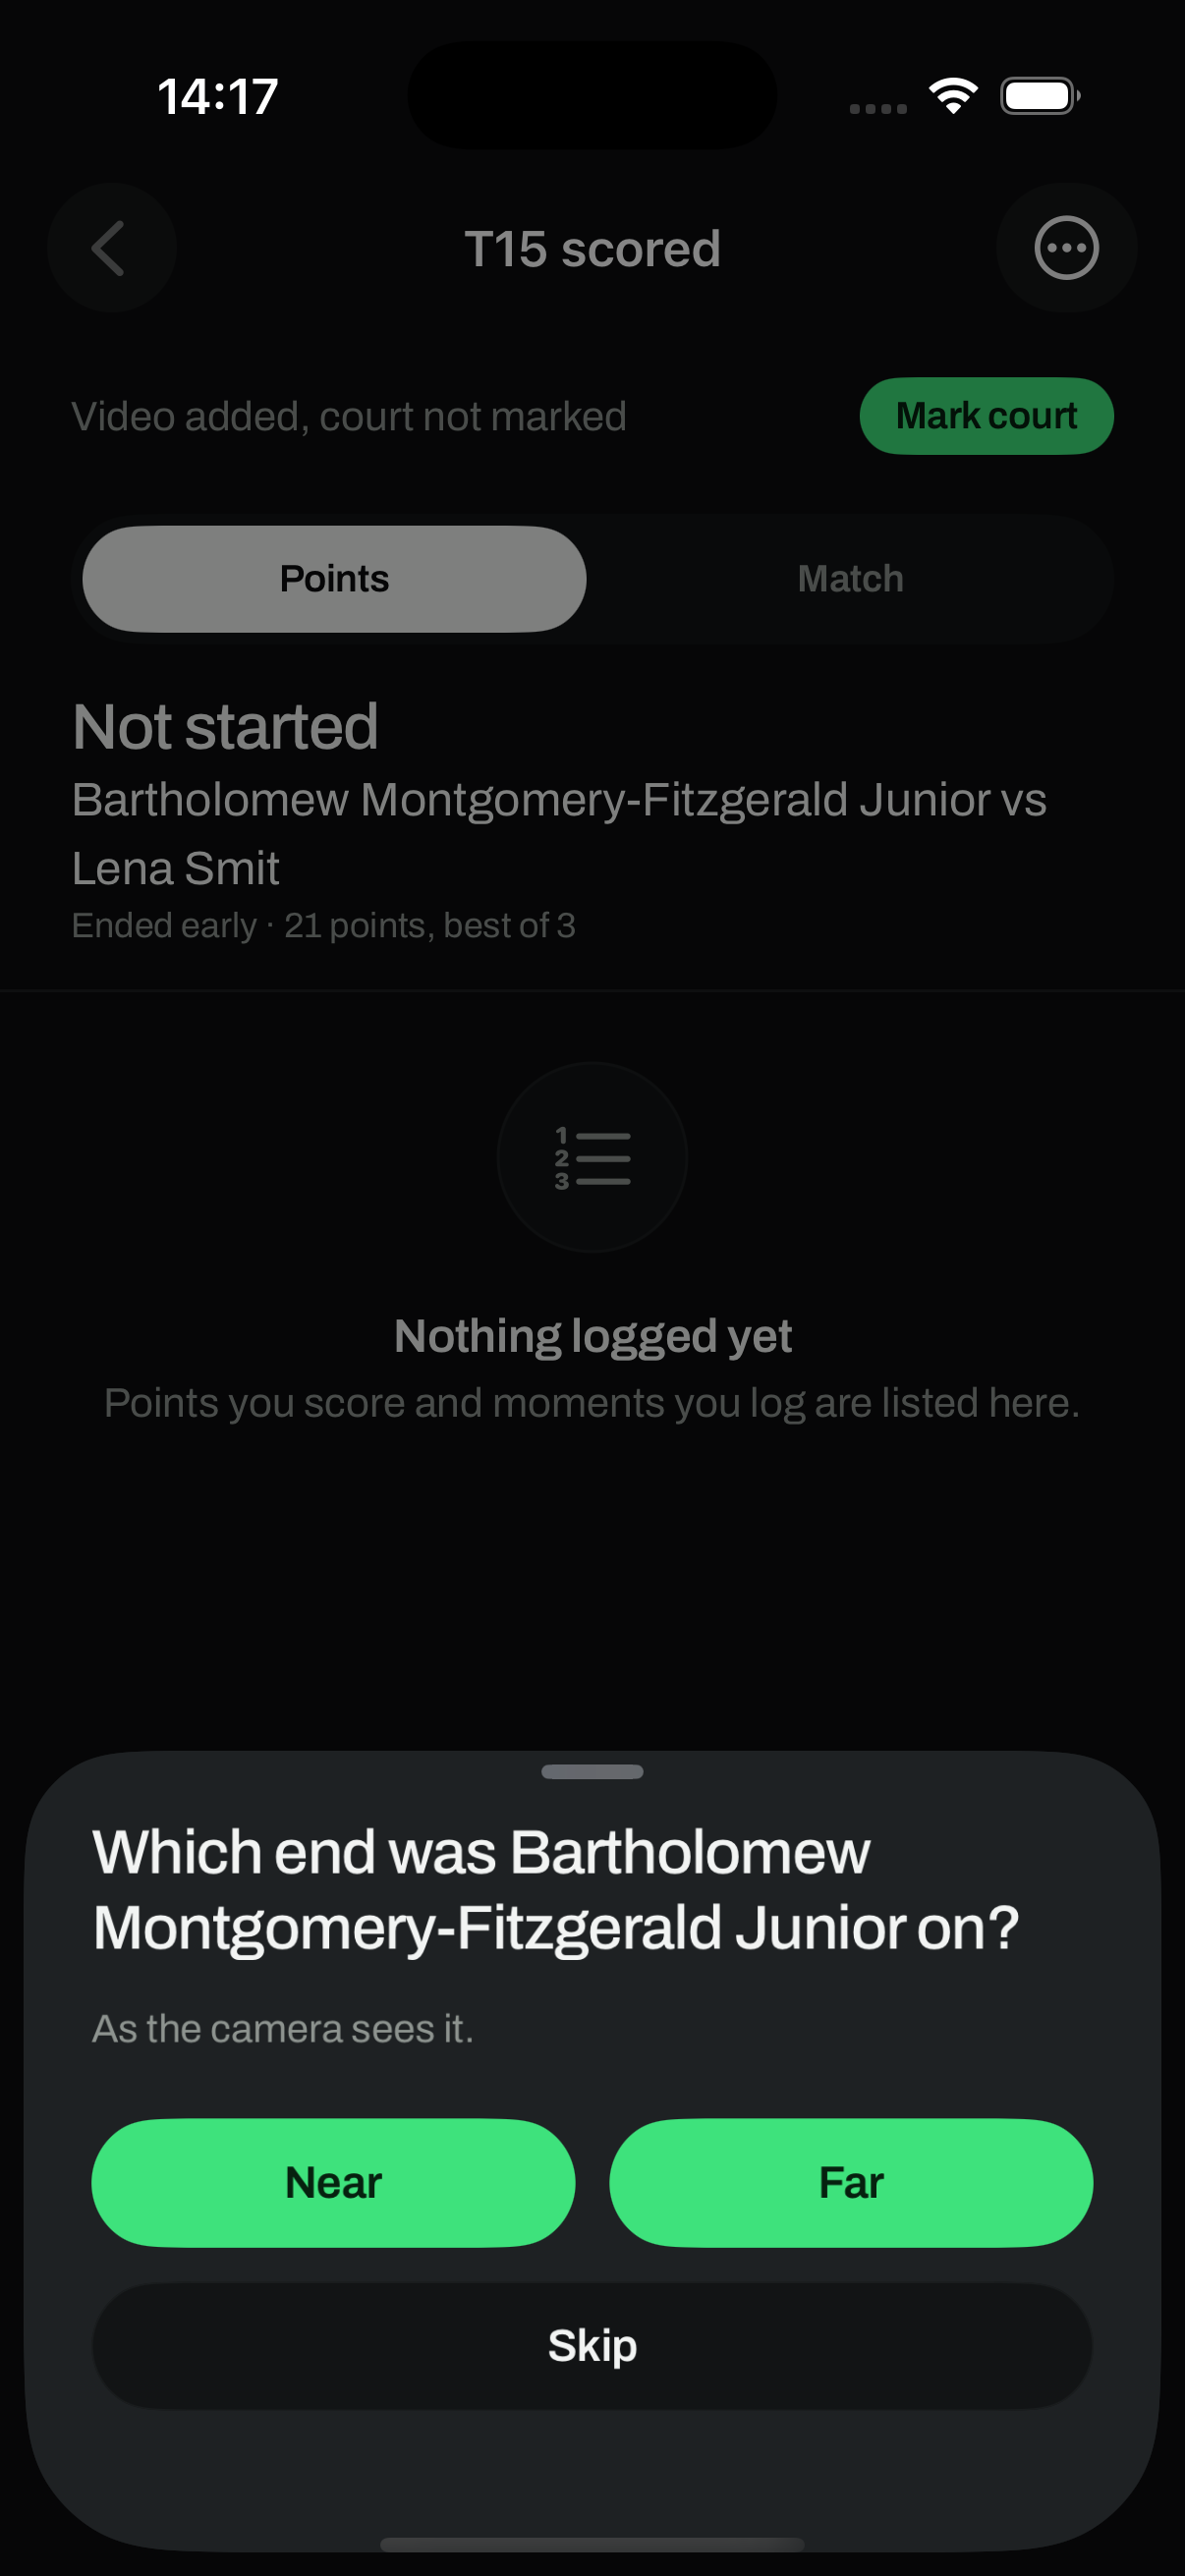 14:17
T15 scored
Video added, court not marked
Mark court
Points
Match
Not started
Bartholomew Montgomery-Fitzgerald Junior vs
Lena Smit
Ended early · 21 points, best of 3
1
2
3
Nothing logged yet
Points you score and moments you log are listed here.
Which end was Bartholomew
Montgomery-Fitzgerald Junior on?
As the camera sees it.
Near
Far
Skip